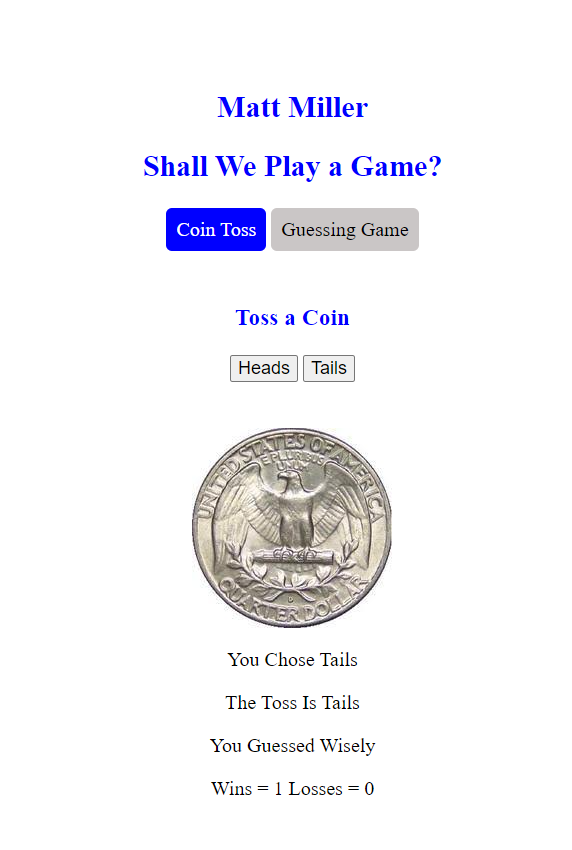 Matt Miller
Shall We Play a Game?
Coin Toss Guessing Game
Toss a Coin
Heads Tails
UNITED STATES OF AMERICA
E PLURIBUS
UNUM
D
QUARTER DOLLAR
You Chose Tails
The Toss Is Tails
You Guessed Wisely
Wins = 1 Losses = 0